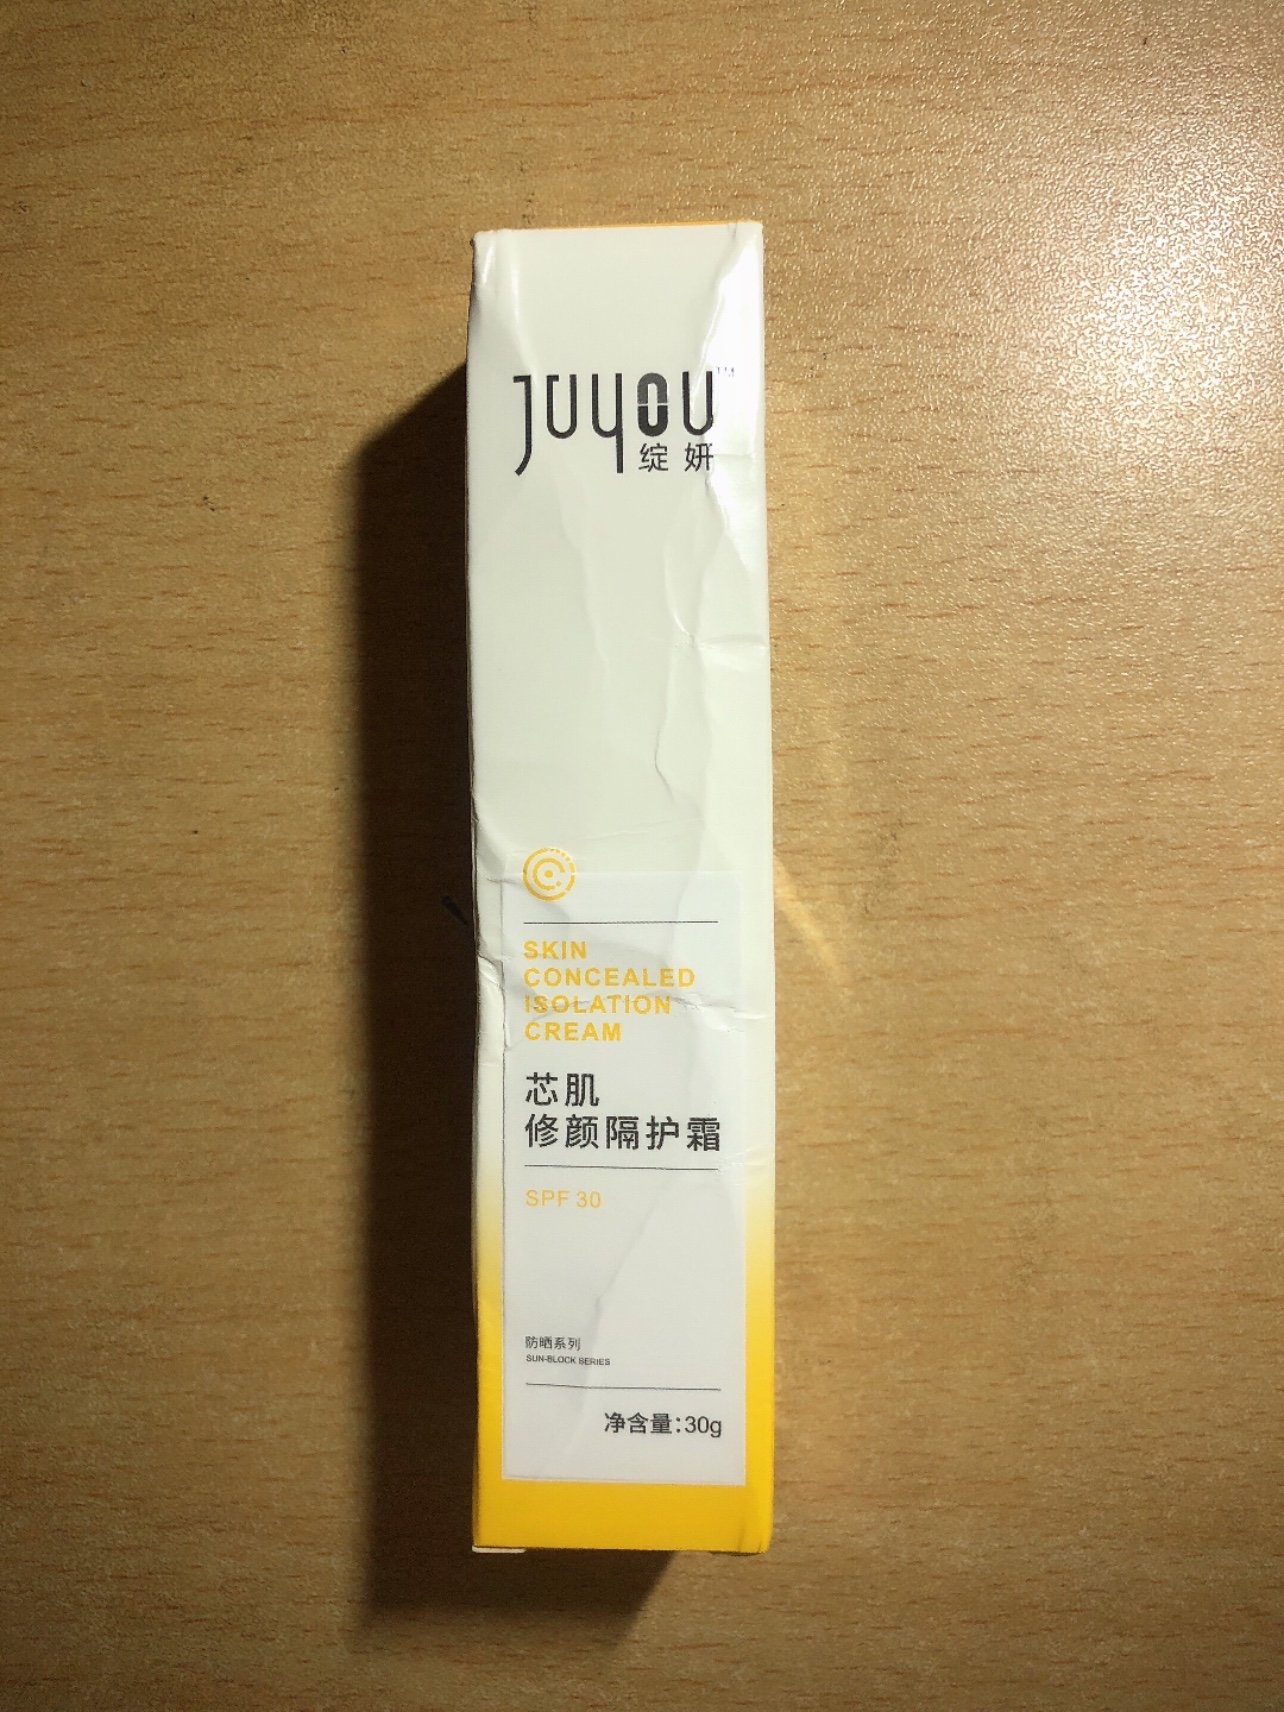 JUYOU™
绽妍
SKIN
CONCEALED
ISOLATION
CREAM
芯肌
修颜隔护霜
SPF 30
防晒系列
SUN-BLOCK SERIES
净含量:30g